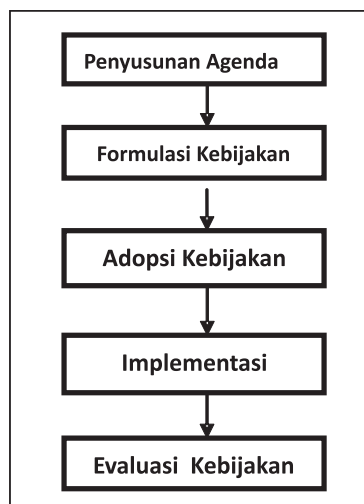 Penyusunan Agenda
Formulasi Kebijakan
Adopsi Kebijakan
Implementasi
Evaluasi Kebijakan